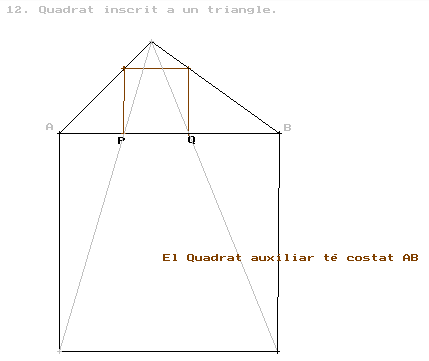 12. Quadrat inscrit a un triangle.
A
B
P
Q
El Quadrat auxiliar té costat AB